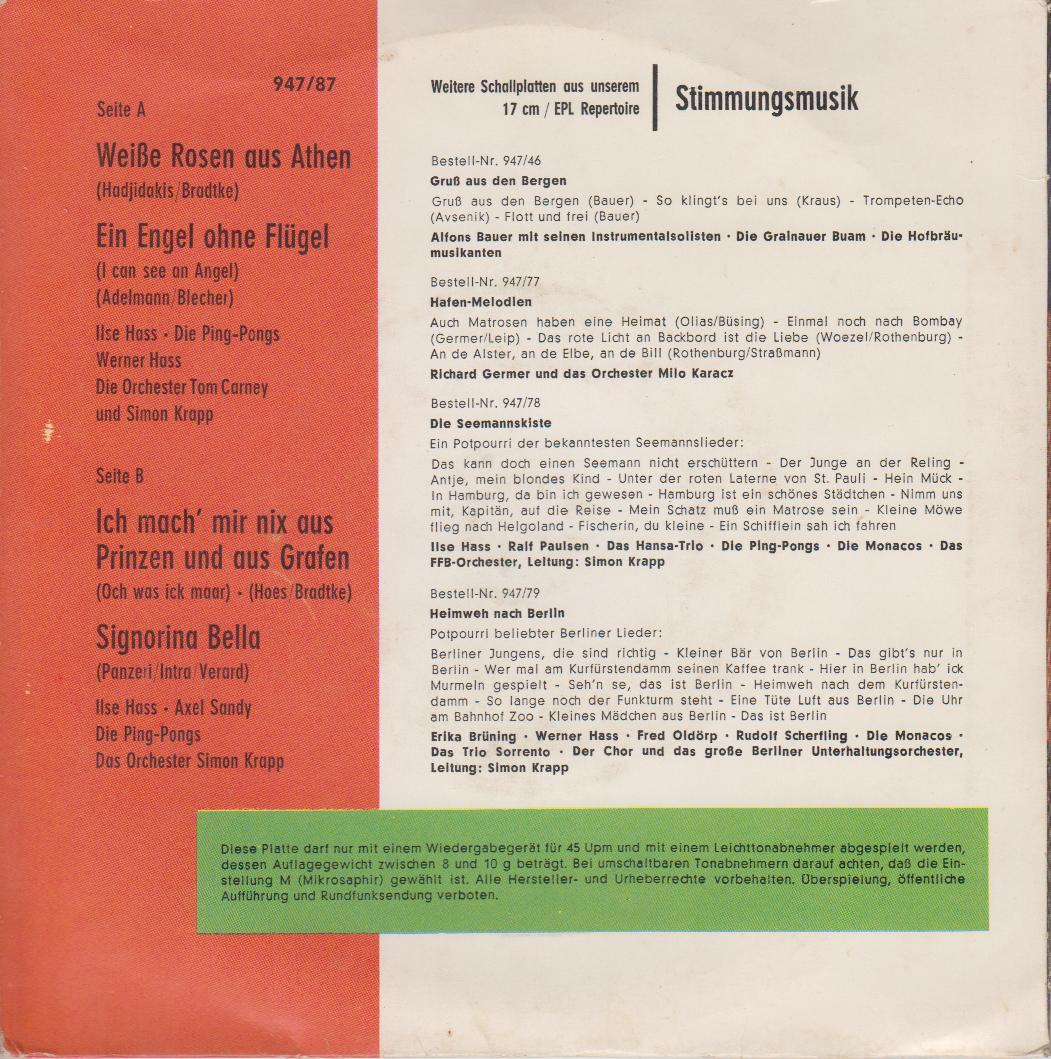 947/87
Seite A
Weiße Rosen aus Athen
(Hadjidakis/Bradtke)
Ein Engel ohne Flügel
(I can see an Angel)
(Adelmann/Blecher)
Ilse Hass · Die Ping-Pongs
Werner Hass
Die Orchester Tom Carney
und Simon Krapp
Seite B
Ich mach' mir nix aus
Prinzen und aus Grafen
(Och was ick maar) · (Hoes/Bradtke)
Signorina Bella
(Panzeri/Intra/Verard)
Ilse Hass · Axel Sandy
Die Ping-Pongs
Das Orchester Simon Krapp
Weitere Schallplatten aus unserem
17 cm / EPL Repertoire
Stimmungsmusik
Bestell-Nr. 947/46
Gruß aus den Bergen
Gruß aus den Bergen (Bauer) - So klingt's bei uns (Kraus) - Trompeten-Echo
(Avsenik) - Flott und frei (Bauer)
Alfons Bauer mit seinen Instrumentalsolisten · Die Grainauer Buam · Die Hofbräu-
musikanten
Bestell-Nr. 947/77
Hafen-Melodien
Auch Matrosen haben eine Heimat (Olias/Büsing) - Einmal noch nach Bombay
(Germer/Leip) - Das rote Licht an Backbord ist die Liebe (Woezel/Rothenburg) -
An de Alster, an de Elbe, an de Bill (Rothenburg/Straßmann)
Richard Germer und das Orchester Milo Karacz
Bestell-Nr. 947/78
Die Seemannskiste
Ein Potpourri der bekanntesten Seemannslieder:
Das kann doch einen Seemann nicht erschüttern - Der Junge an der Reling -
Antje, mein blondes Kind - Unter der roten Laterne von St. Pauli - Hein Mück -
In Hamburg, da bin ich gewesen - Hamburg ist ein schönes Städtchen - Nimm uns
mit, Kapitän, auf die Reise - Mein Schatz muß ein Matrose sein - Kleine Möwe
flieg nach Helgoland - Fischerin, du kleine - Ein Schifflein sah ich fahren
Ilse Hass · Ralf Paulsen · Das Hansa-Trio · Die Ping-Pongs · Die Monacos · Das
FFB-Orchester, Leitung: Simon Krapp
Bestell-Nr. 947/79
Heimweh nach Berlin
Potpourri beliebter Berliner Lieder:
Berliner Jungens, die sind richtig - Kleiner Bär von Berlin - Das gibt's nur in
Berlin - Wer mal am Kurfürstendamm seinen Kaffee trank - Hier in Berlin hab' ick
Murmeln gespielt - Seh'n se, das ist Berlin - Heimweh nach dem Kurfürsten-
damm - So lange noch der Funkturm steht - Eine Tüte Luft aus Berlin - Die Uhr
am Bahnhof Zoo - Kleines Mädchen aus Berlin - Das ist Berlin
Erika Brüning · Werner Hass · Fred Oldörp · Rudolf Scherfling · Die Monacos ·
Das Trio Sorrento · Der Chor und das große Berliner Unterhaltungsorchester,
Leitung: Simon Krapp
Diese Platte darf nur mit einem Wiedergabegerät für 45 Upm und mit einem Leichttonabnehmer abgespielt werden,
dessen Auflagegewicht zwischen 8 und 10 g beträgt. Bei umschaltbaren Tonabnehmern darauf achten, daß die Ein-
stellung M (Mikrosaphir) gewählt ist. Alle Hersteller- und Urheberrechte vorbehalten. Überspielung, öffentliche
Aufführung und Rundfunksendung verboten.